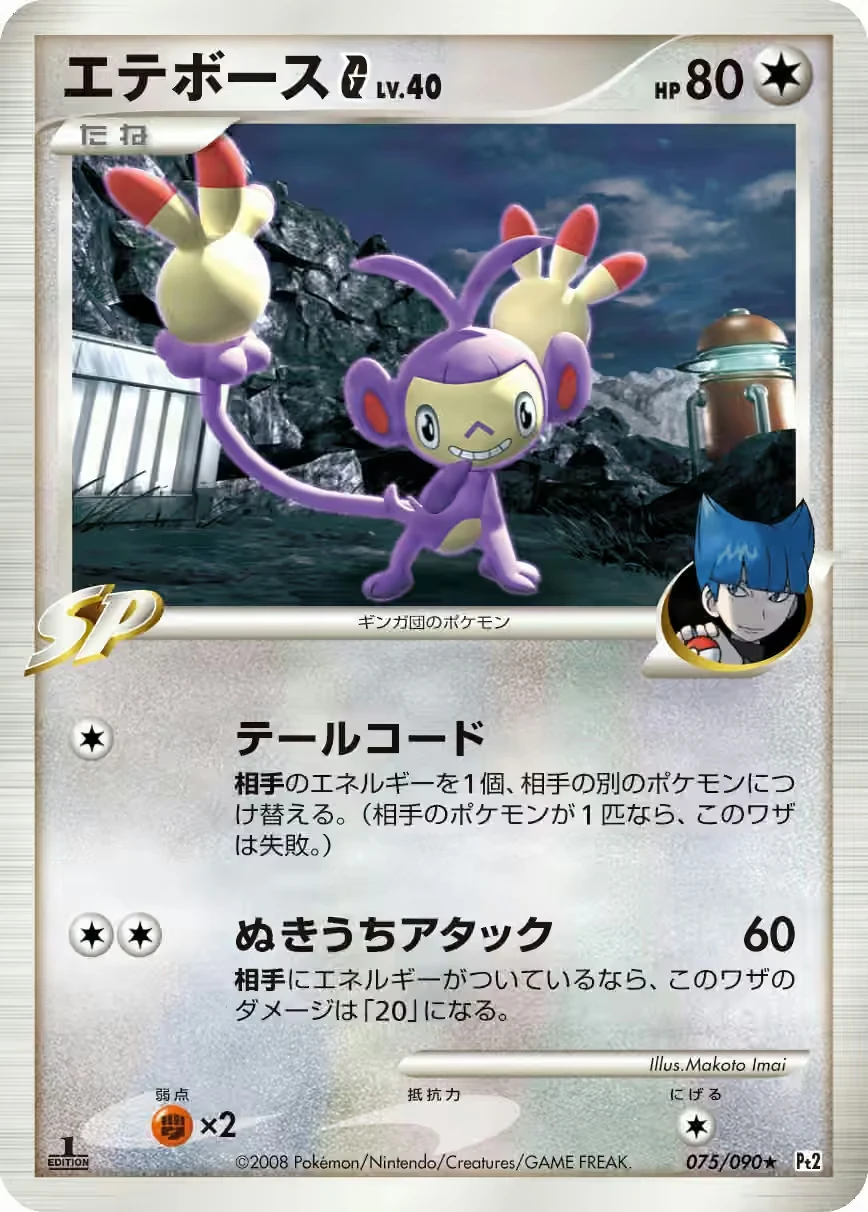 エテボースG LV.40 HP80
たね
SP
ギンガ団のポケモン
テールコード
相手のエネルギーを1個、相手の別のポケモンにつ
け替える。（相手のポケモンが1匹なら、このワザ
は失敗。）
ぬきうちアタック 60
相手にエネルギーがついているなら、このワザの
ダメージは「20」になる。
Illus.Makoto Imai
弱点 抵抗力 にげる
×2
1 EDITION
©2008 Pokémon/Nintendo/Creatures/GAME FREAK. 075/090★ Pt2